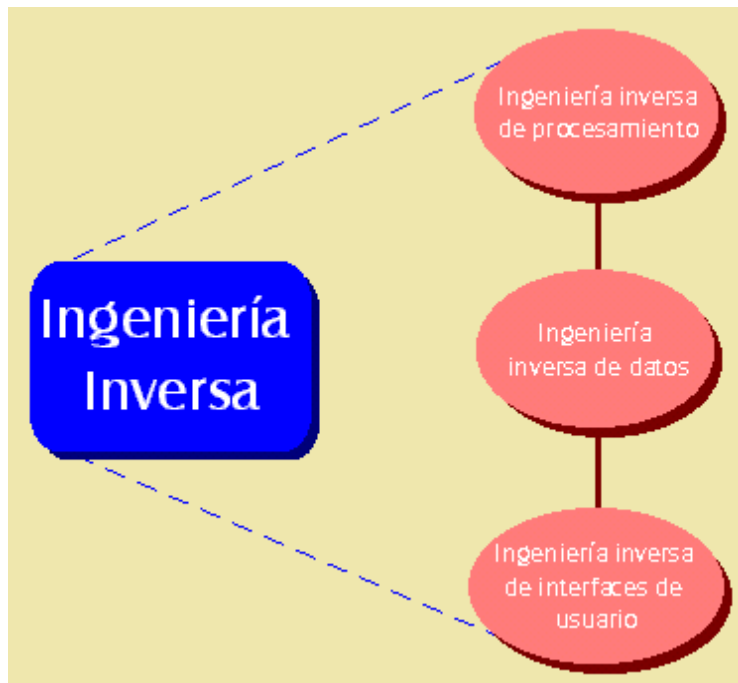 Ingeniería
Inversa
Ingeniería inversa
de procesamiento
Ingeniería
inversa de datos
Ingeniería inversa
de interfaces de
usuario